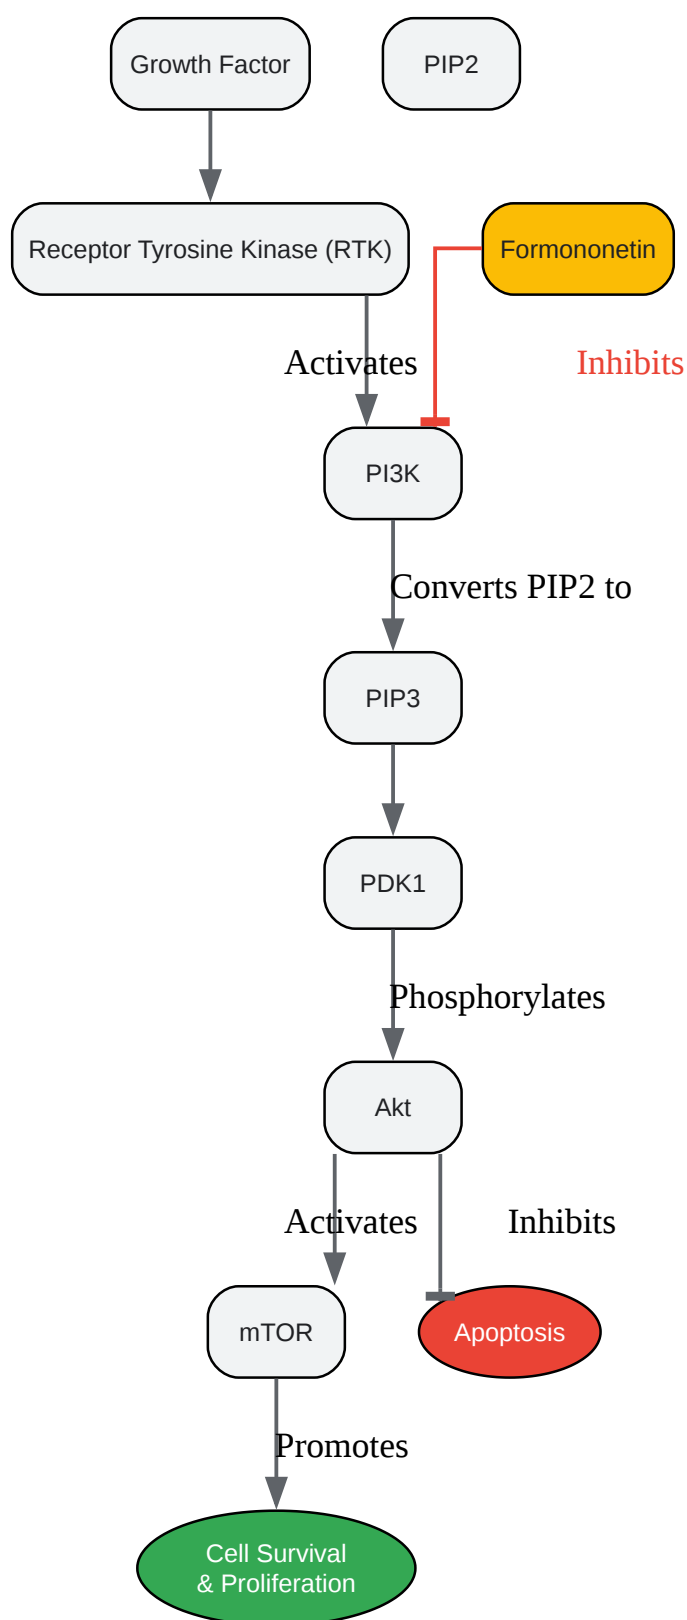 Growth Factor
PIP2
Receptor Tyrosine Kinase (RTK)
Formononetin
Activates
Inhibits
PI3K
Converts PIP2 to
PIP3
PDK1
Phosphorylates
Akt
Activates
Inhibits
mTOR
Apoptosis
Promotes
Cell Survival
& Proliferation